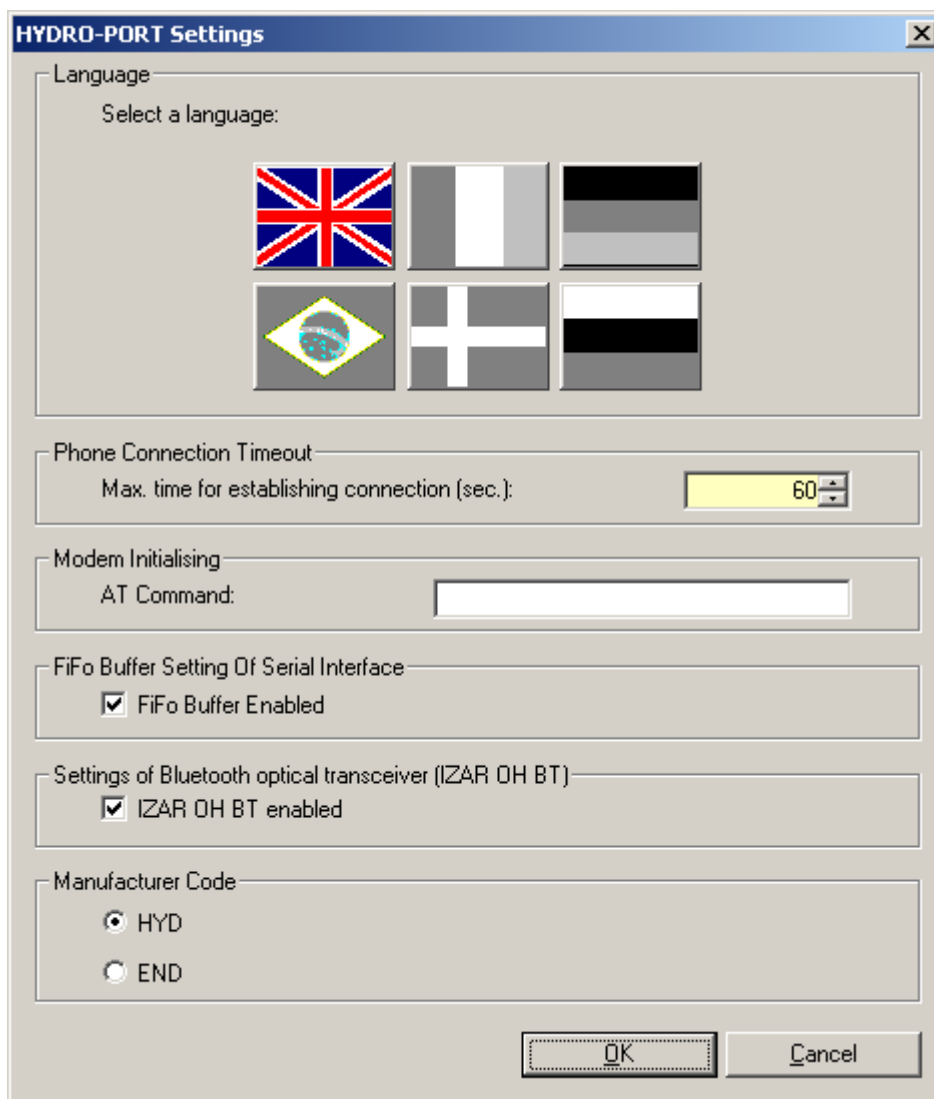 HYDRO-PORT Settings
Language
Select a language:
Phone Connection Timeout
Max. time for establishing connection (sec.):
60
Modem Initialising
AT Command:
FiFo Buffer Setting Of Serial Interface
FiFo Buffer Enabled
Settings of Bluetooth optical transceiver (IZAR OH BT)
IZAR OH BT enabled
Manufacturer Code
HYD
END
OK
Cancel